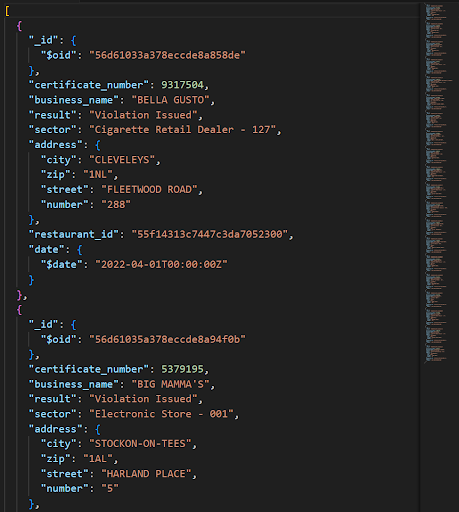 [
{
"_id": {
"$oid": "56d61033a378eccde8a858de"
},
"certificate_number": 9317504,
"business_name": "BELLA GUSTO",
"result": "Violation Issued",
"sector": "Cigarette Retail Dealer - 127",
"address": {
"city": "CLEVELEYS",
"zip": "1NL",
"street": "FLEETWOOD ROAD",
"number": "288"
},
"restaurant_id": "55f14313c7447c3da7052300",
"date": {
"$date": "2022-04-01T00:00:00Z"
}
},
{
"_id": {
"$oid": "56d61035a378eccde8a94f0b"
},
"certificate_number": 5379195,
"business_name": "BIG MAMMA'S",
"result": "Violation Issued",
"sector": "Electronic Store - 001",
"address": {
"city": "STOCKON-ON-TEES",
"zip": "1AL",
"street": "HARLAND PLACE",
"number": "5"
},